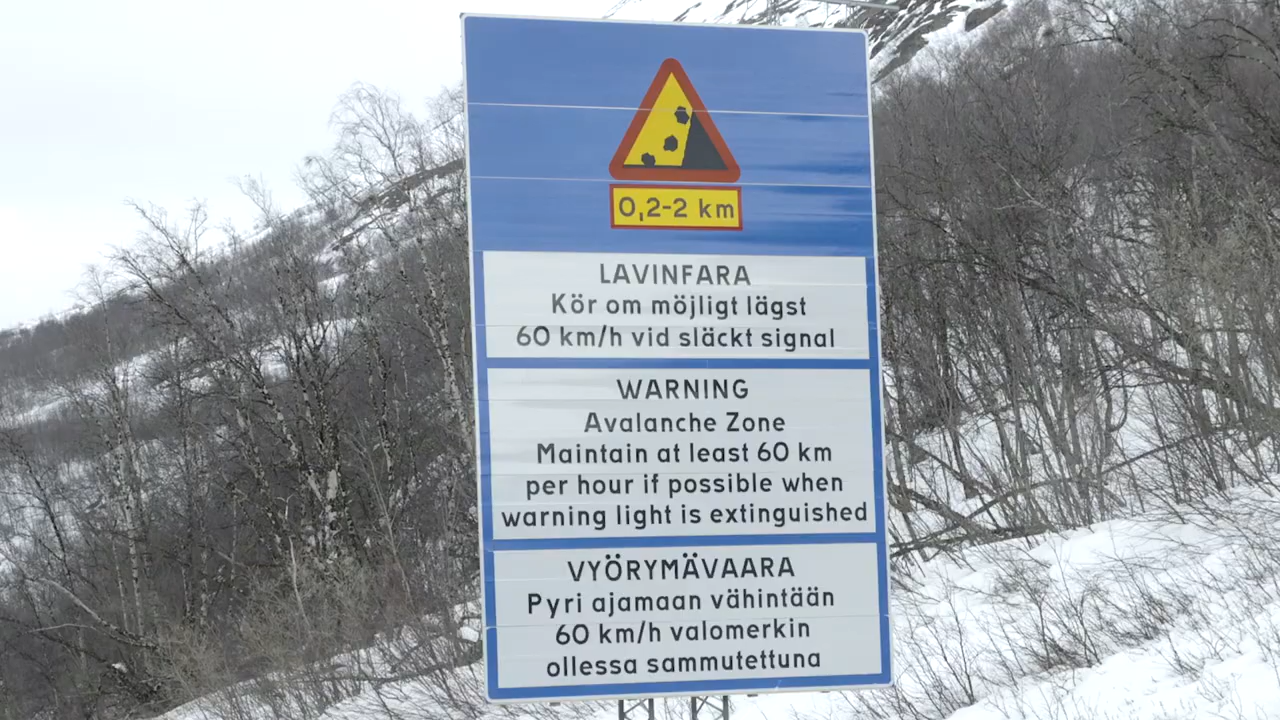 0,2-2 km
LAVINFARA
Kör om möjligt lägst
60 km/h vid släckt signal
WARNING
Avalanche Zone
Maintain at least 60 km
per hour if possible when
warning light is extinguished
VYÖRYMÄVAARA
Pyri ajamaan vähintään
60 km/h valomerkin
ollessa sammutettuna